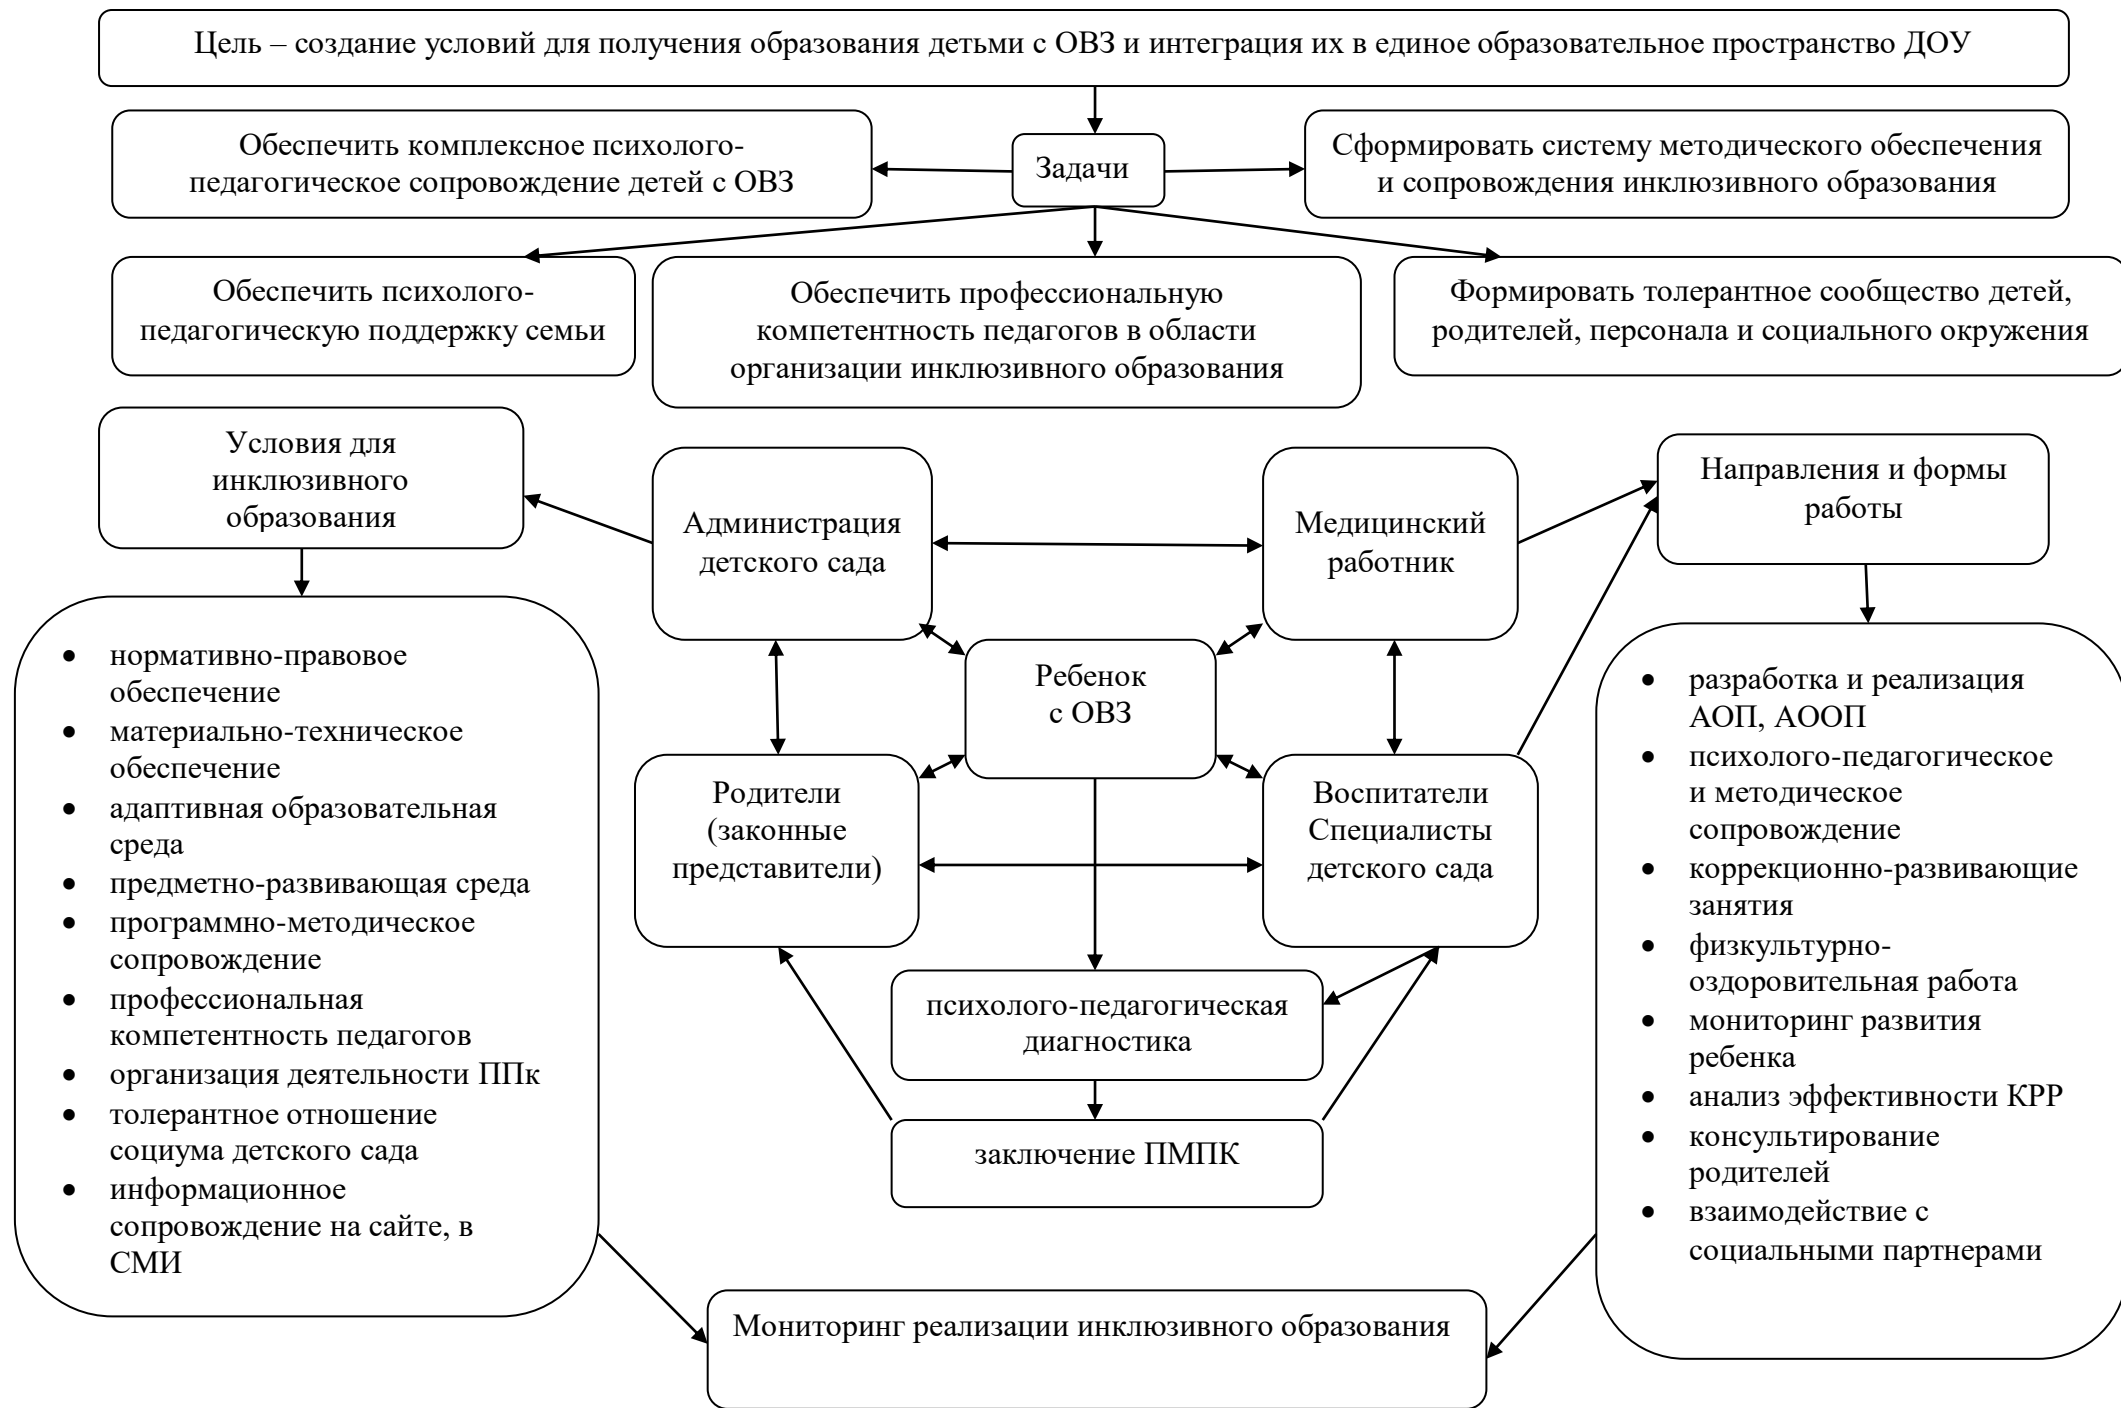 Цель – создание условий для получения образования детьми с ОВЗ и интеграция их в единое образовательное пространство ДОУ
Обеспечить комплексное психолого-
педагогическое сопровождение детей с ОВЗ
Задачи
Сформировать систему методического обеспечения
и сопровождения инклюзивного образования
Обеспечить психолого-
педагогическую поддержку семьи
Обеспечить профессиональную
компетентность педагогов в области
организации инклюзивного образования
Формировать толерантное сообщество детей,
родителей, персонала и социального окружения
Условия для
инклюзивного
образования
Администрация
детского сада
Медицинский
работник
Направления и формы
работы
• нормативно-правовое
обеспечение
• материально-техническое
обеспечение
• адаптивная образовательная
среда
• предметно-развивающая среда
• программно-методическое
сопровождение
• профессиональная
компетентность педагогов
• организация деятельности ППк
• толерантное отношение
социума детского сада
• информационное
сопровождение на сайте, в
СМИ
Ребенок
с ОВЗ
Родители
(законные
представители)
Воспитатели
Специалисты
детского сада
психолого-педагогическая
диагностика
заключение ПМПК
• разработка и реализация
АОП, АООП
• психолого-педагогическое
и методическое
сопровождение
• коррекционно-развивающие
занятия
• физкультурно-
оздоровительная работа
• мониторинг развития
ребенка
• анализ эффективности КРР
• консультирование
родителей
• взаимодействие с
социальными партнерами
Мониторинг реализации инклюзивного образования